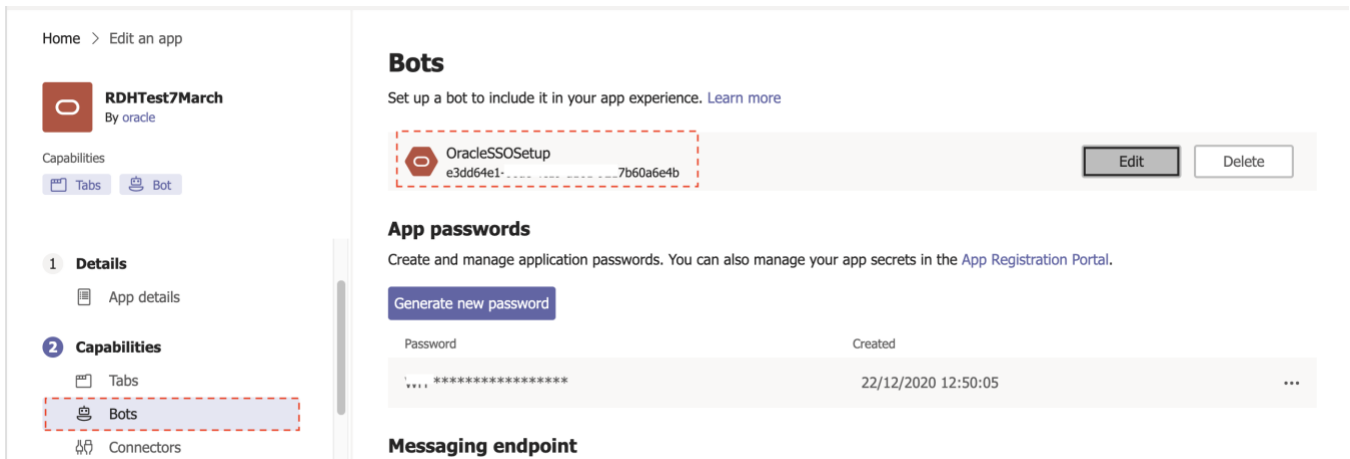 Home > Edit an app
RDHTest7March
By oracle
Capabilities
Tabs
Bot
1 Details
App details
2 Capabilities
Tabs
Bots
Connectors
Bots
Set up a bot to include it in your app experience. Learn more
OracleSSOSetup
e3dd64e1- 7b60a6e4b
Edit
Delete
App passwords
Create and manage application passwords. You can also manage your app secrets in the App Registration Portal.
Generate new password
Password
Created
*****************
22/12/2020 12:50:05
Messaging endpoint